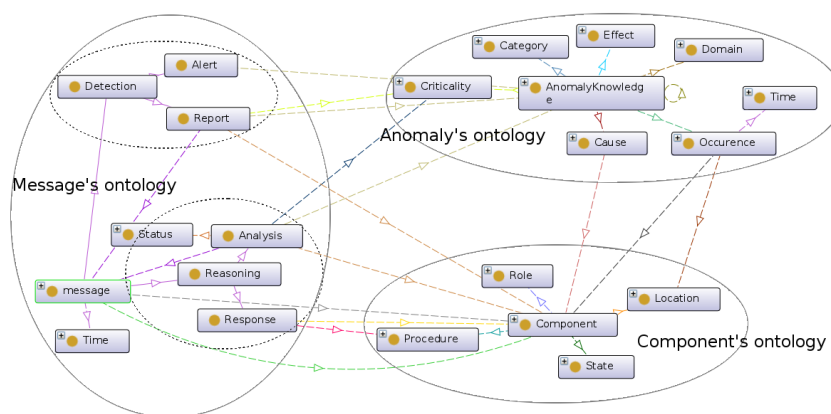 Effect
Category
Domain
Alert
Detection
Criticality
AnomalyKnowledg
e
Time
Report
Anomaly's ontology
Cause
Occurence
Message's ontology
Status
Analysis
Reasoning
Role
message
Location
Response
Component
Time
Procedure
Component's ontology
State